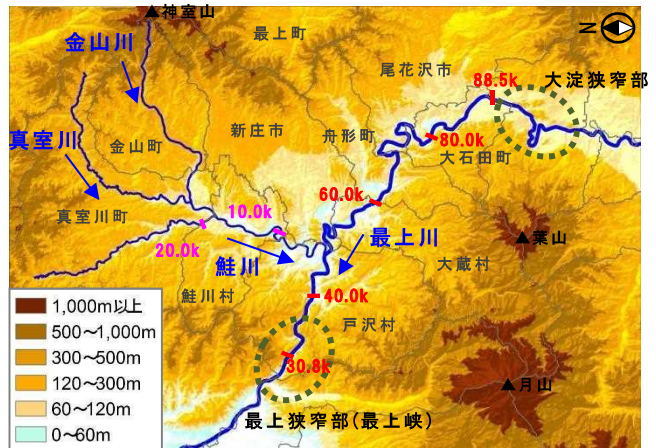 ▲神室山
金山川
最上町
N
尾花沢市
88.5k
大淀狭窄部
真室川
金山町
新庄市
舟形町
80.0k
大石田町
真室川町
10.0k
60.0k
20.0k
鮭川
最上川
▲葉山
大蔵村
鮭川村
40.0k
戸沢村
1,000m以上
500～1,000m
300～500m
120～300m
60～120m
0～60m
30.8k
▲月山
最上狭窄部(最上峡)